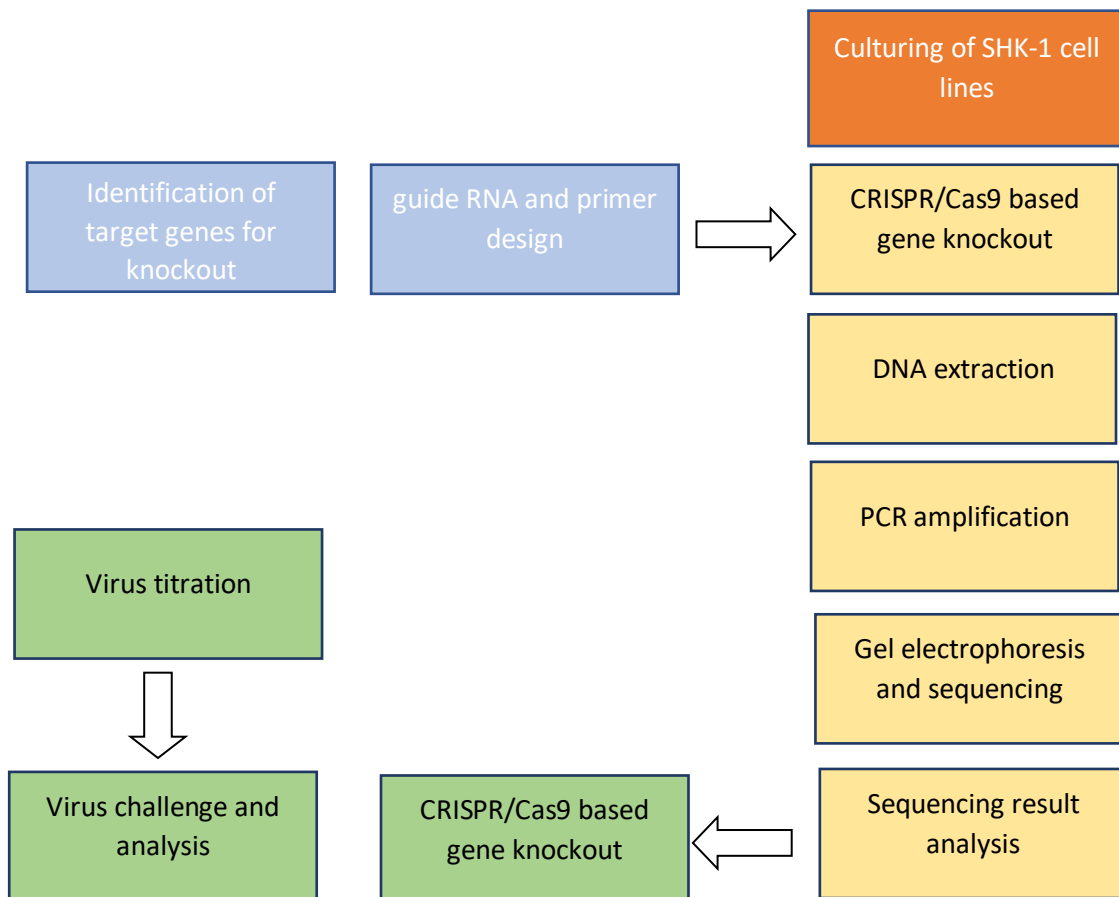 Culturing of SHK-1 cell
lines
Identification of
target genes for
knockout
guide RNA and primer
design
CRISPR/Cas9 based
gene knockout
DNA extraction
PCR amplification
Virus titration
Gel electrophoresis
and sequencing
Virus challenge and
analysis
CRISPR/Cas9 based
gene knockout
Sequencing result
analysis